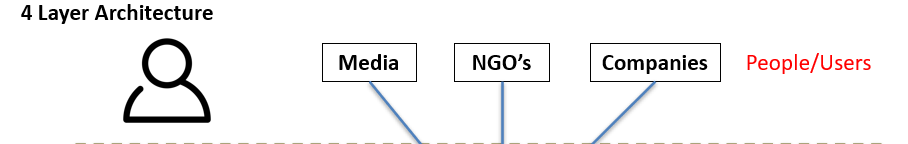 4 Layer Architecture
Media NGO’s Companies People/Users